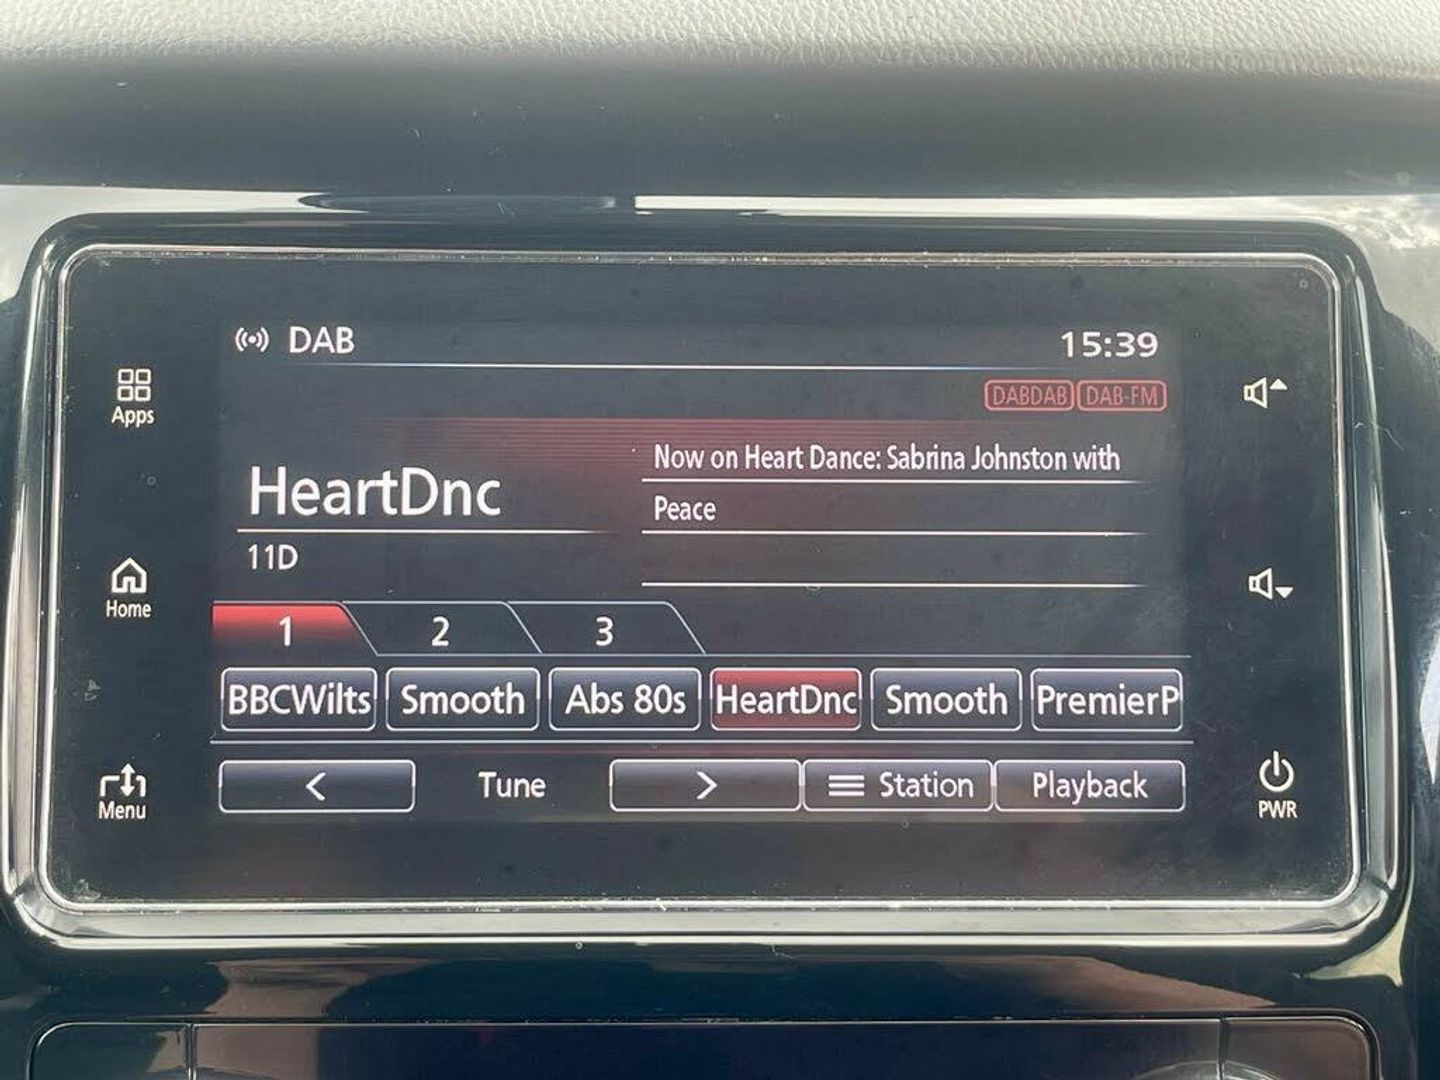 DAB
15:39
DABDAB DAB-FM
Apps
HeartDnc
Now on Heart Dance: Sabrina Johnston with
Peace
11D
Home
1 2 3
BBCWilts Smooth Abs 80s HeartDnc Smooth PremierP
< Tune > Station Playback
Menu
PWR